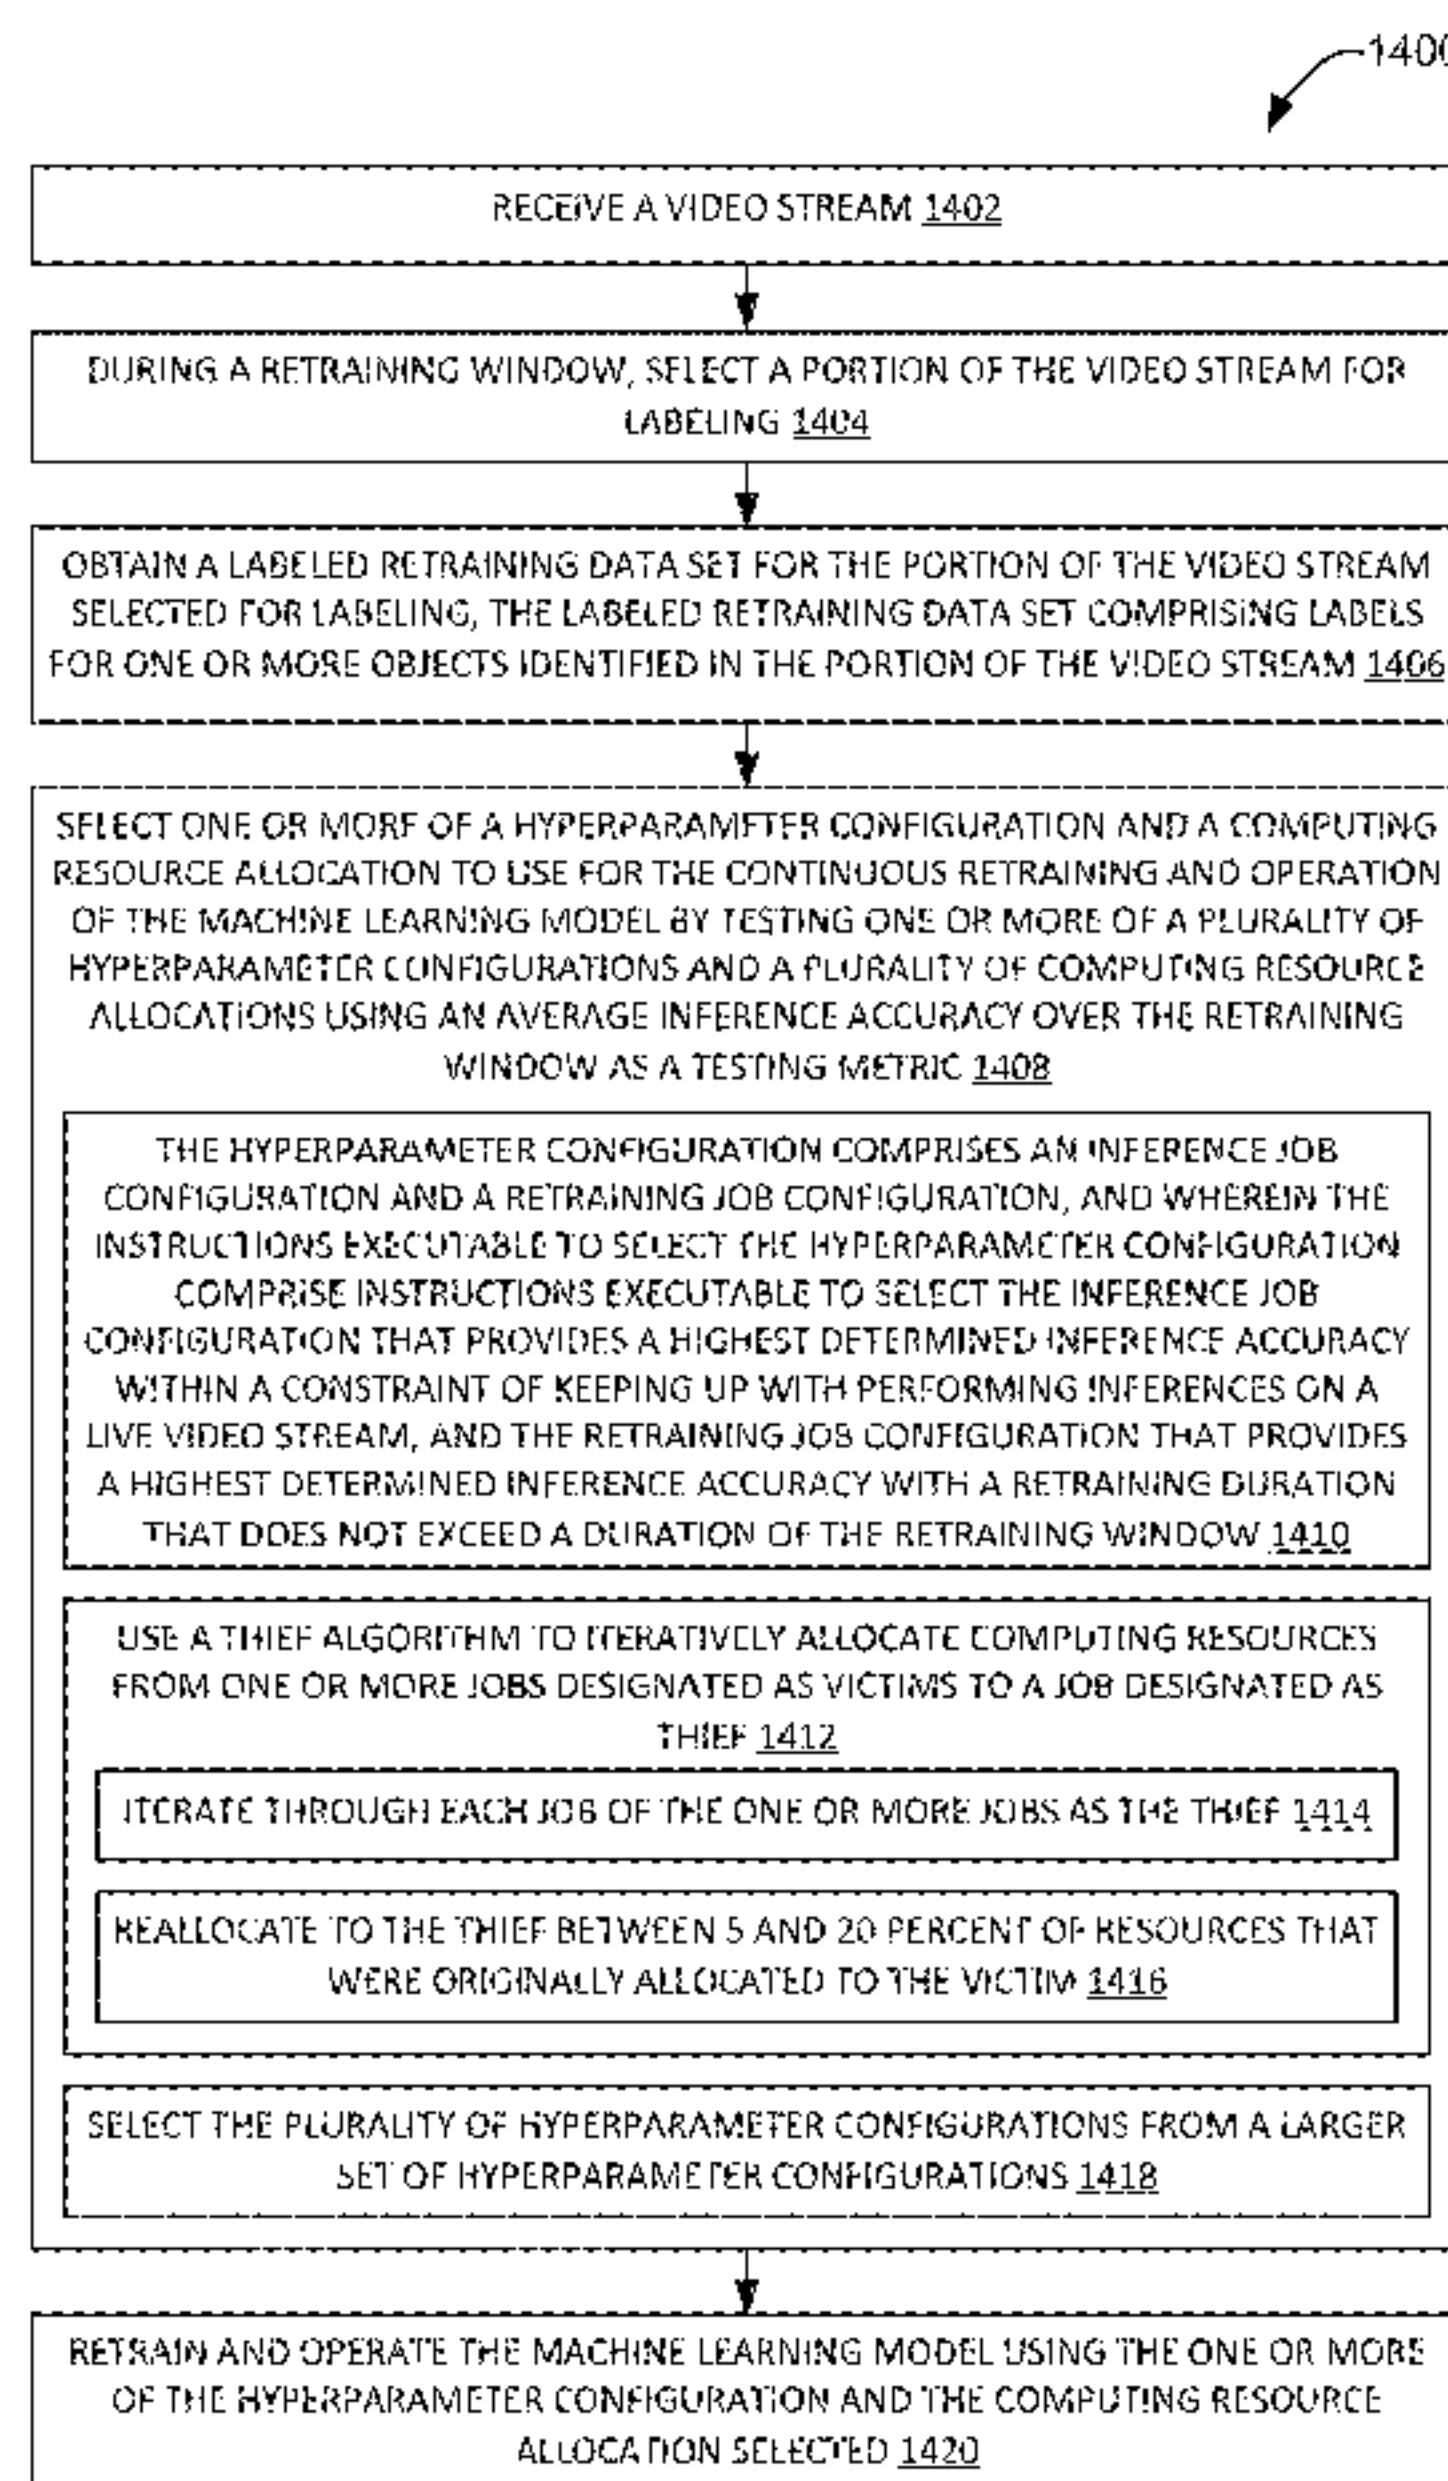 1400
RECEIVE A VIDEO STREAM 1402
DURING A RETRAINING WINDOW, SELECT A PORTION OF THE VIDEO STREAM FOR
LABELING 1404
OBTAIN A LABELED RETRAINING DATA SET FOR THE PORTION OF THE VIDEO STREAM
SELECTED FOR LABELING, THE LABELED RETRAINING DATA SET COMPRISING LABELS
FOR ONE OR MORE OBJECTS IDENTIFIED IN THE PORTION OF THE VIDEO STREAM 1406
SELECT ONE OR MORE OF A HYPERPARAMETER CONFIGURATION AND A COMPUTING
RESOURCE ALLOCATION TO USE FOR THE CONTINUOUS RETRAINING AND OPERATION
OF THE MACHINE LEARNING MODEL BY TESTING ONE OR MORE OF A PLURALITY OF
HYPERPARAMETER CONFIGURATIONS AND A PLURALITY OF COMPUTING RESOURCE
ALLOCATIONS USING AN AVERAGE INFERENCE ACCURACY OVER THE RETRAINING
WINDOW AS A TESTING METRIC 1408
THE HYPERPARAMETER CONFIGURATION COMPRISES AN INFERENCE JOB
CONFIGURATION AND A RETRAINING JOB CONFIGURATION, AND WHEREIN THE
INSTRUCTIONS EXECUTABLE TO SELECT THE HYPERPARAMETER CONFIGURATION
COMPRISE INSTRUCTIONS EXECUTABLE TO SELECT THE INFERENCE JOB
CONFIGURATION THAT PROVIDES A HIGHEST DETERMINED INFERENCE ACCURACY
WITHIN A CONSTRAINT OF KEEPING UP WITH PERFORMING INFERENCES ON A
LIVE VIDEO STREAM, AND THE RETRAINING JOB CONFIGURATION THAT PROVIDES
A HIGHEST DETERMINED INFERENCE ACCURACY WITH A RETRAINING DURATION
THAT DOES NOT EXCEED A DURATION OF THE RETRAINING WINDOW 1410
USE A THIEF ALGORITHM TO ITERATIVELY ALLOCATE COMPUTING RESOURCES
FROM ONE OR MORE JOBS DESIGNATED AS VICTIMS TO A JOB DESIGNATED AS
THIEF 1412
ITERATE THROUGH EACH JOB OF THE ONE OR MORE JOBS AS THE THIEF 1414
REALLOCATE TO THE THIEF BETWEEN 5 AND 20 PERCENT OF RESOURCES THAT
WERE ORIGINALLY ALLOCATED TO THE VICTIM 1416
SELECT THE PLURALITY OF HYPERPARAMETER CONFIGURATIONS FROM A LARGER
SET OF HYPERPARAMETER CONFIGURATIONS 1418
RETRAIN AND OPERATE THE MACHINE LEARNING MODEL USING THE ONE OR MORE
OF THE HYPERPARAMETER CONFIGURATION AND THE COMPUTING RESOURCE
ALLOCATION SELECTED 1420